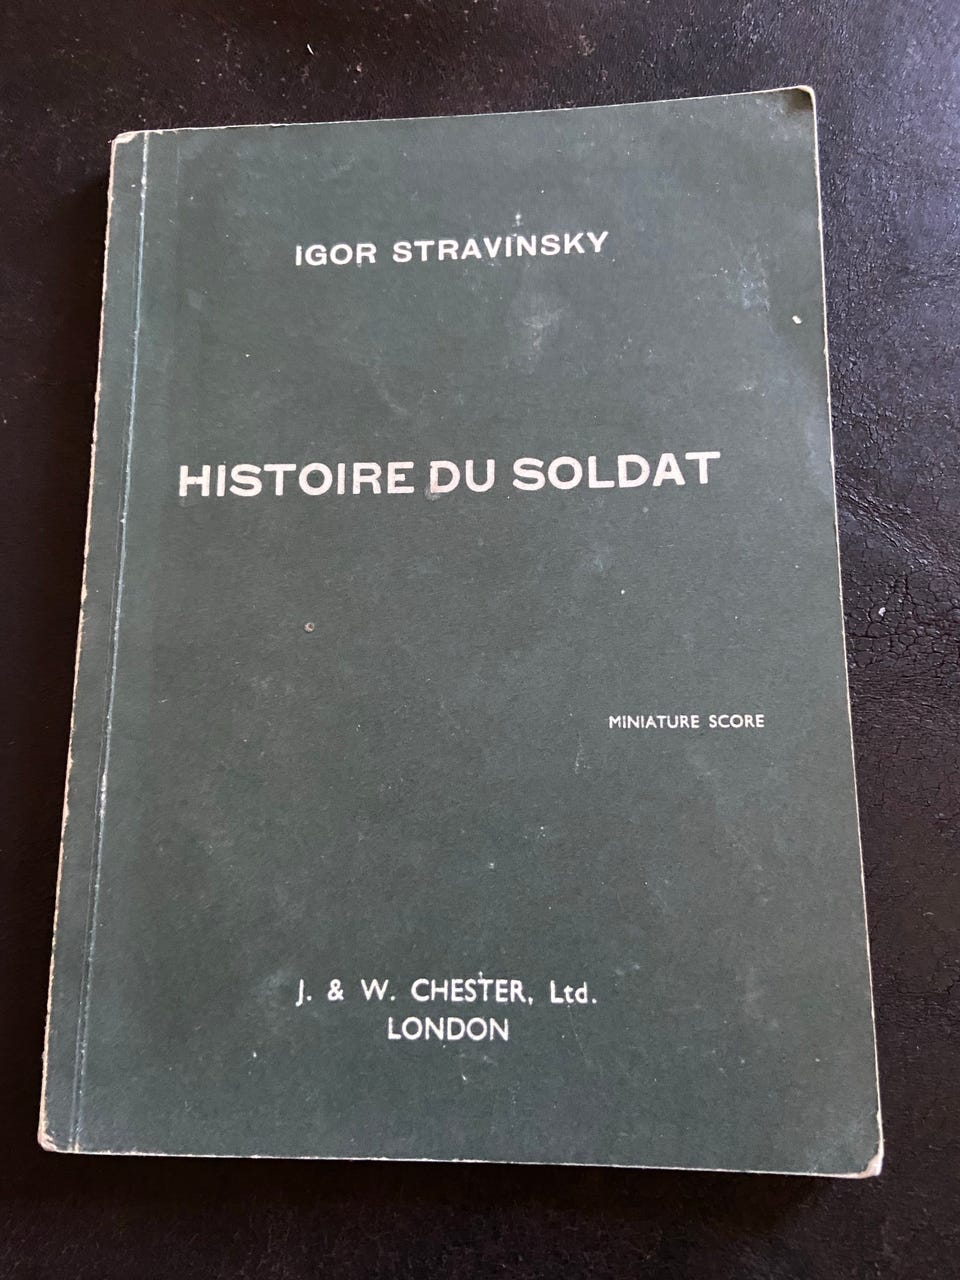 IGOR STRAVINSKY
HISTOIRE DU SOLDAT
MINIATURE SCORE
J. & W. CHESTER, Ltd.
LONDON